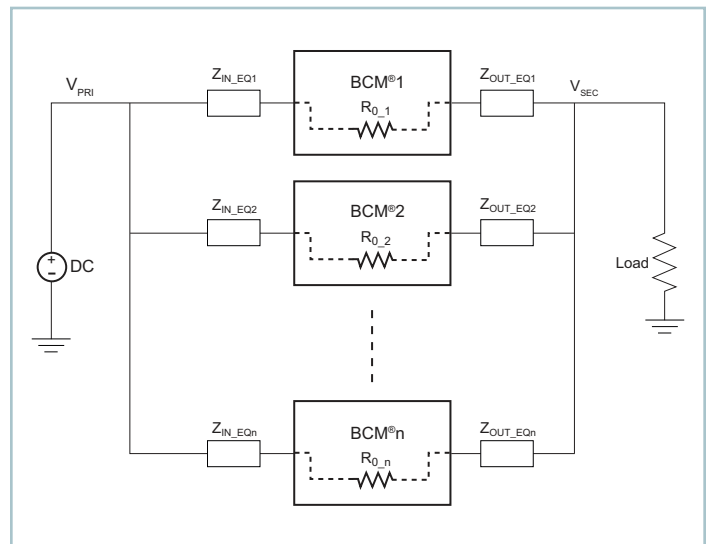 V_PRI
Z_IN_EQ1
BCM®1
R_0_1
Z_OUT_EQ1
V_SEC
Z_IN_EQ2
BCM®2
R_0_2
Z_OUT_EQ2
+
DC
Load
Z_IN_EQn
BCM®n
R_0_n
Z_OUT_EQn